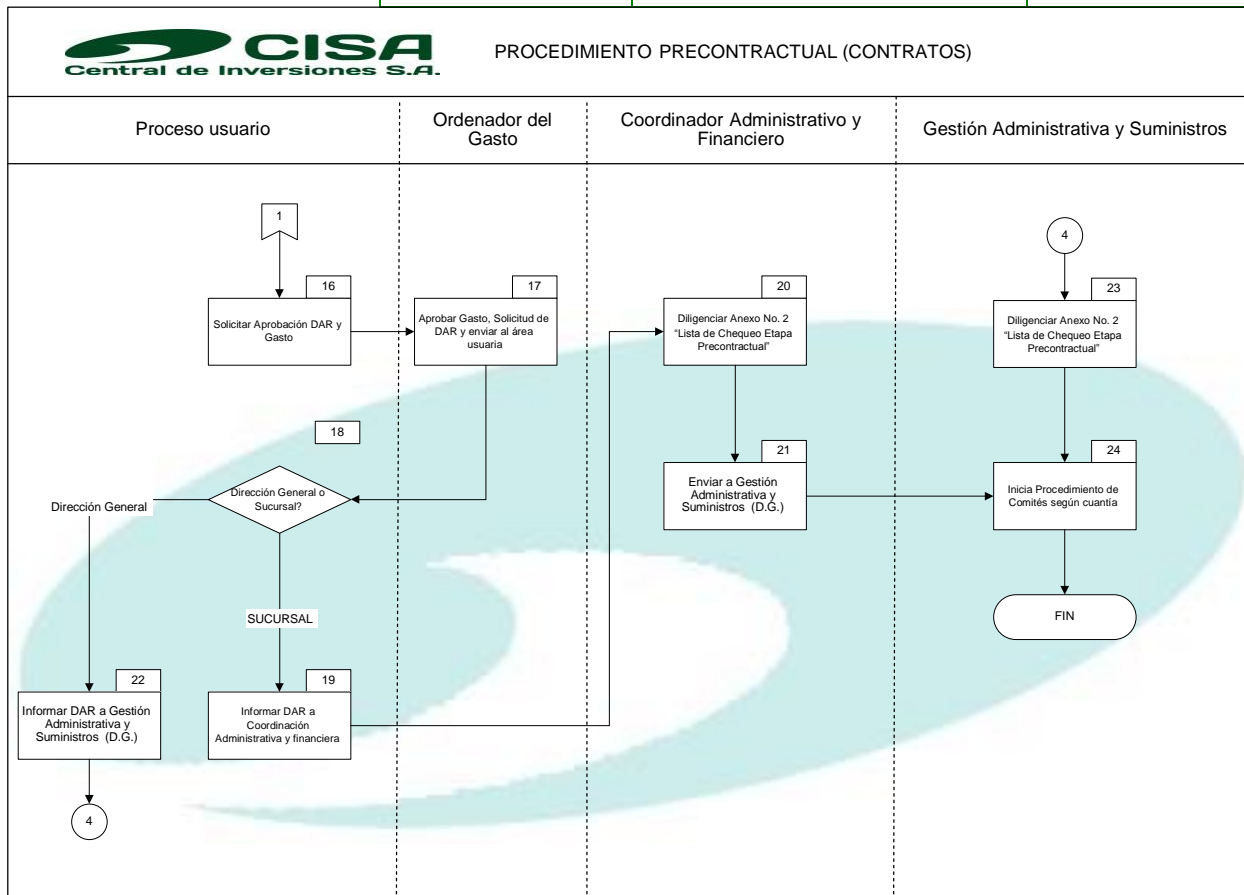 CISA
Central de Inversiones S.A.
PROCEDIMIENTO PRECONTRACTUAL (CONTRATOS)
Proceso usuario
Ordenador del
Gasto
Coordinador Administrativo y
Financiero
Gestión Administrativa y Suministros
1
16
Solicitar Aprobación DAR y
Gasto
17
Aprobar Gasto, Solicitud de
DAR y enviar al área
usuaria
20
Diligenciar Anexo No. 2
“Lista de Chequeo Etapa
Precontractual”
4
23
Diligenciar Anexo No. 2
“Lista de Chequeo Etapa
Precontractual”
18
Dirección General o
Sucursal?
Dirección General
SUCURSAL
21
Enviar a Gestión
Administrativa y
Suministros (D.G.)
24
Inicia Procedimiento de
Comités según cuantía
FIN
22
Informar DAR a Gestión
Administrativa y
Suministros (D.G.)
19
Informar DAR a
Coordinación
Administrativa y financiera
4